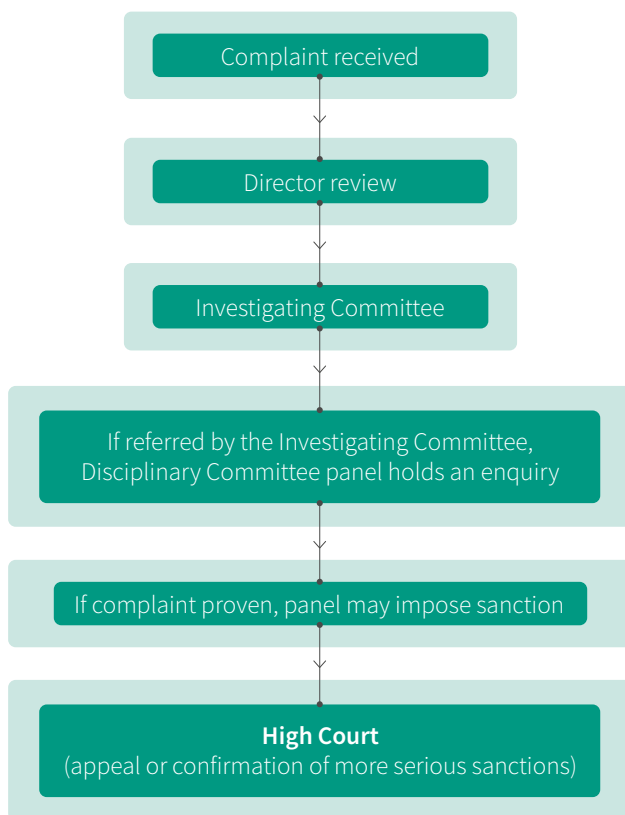 Complaint received
Director review
Investigating Committee
If referred by the Investigating Committee,
Disciplinary Committee panel holds an enquiry
If complaint proven, panel may impose sanction
High Court
(appeal or confirmation of more serious sanctions)